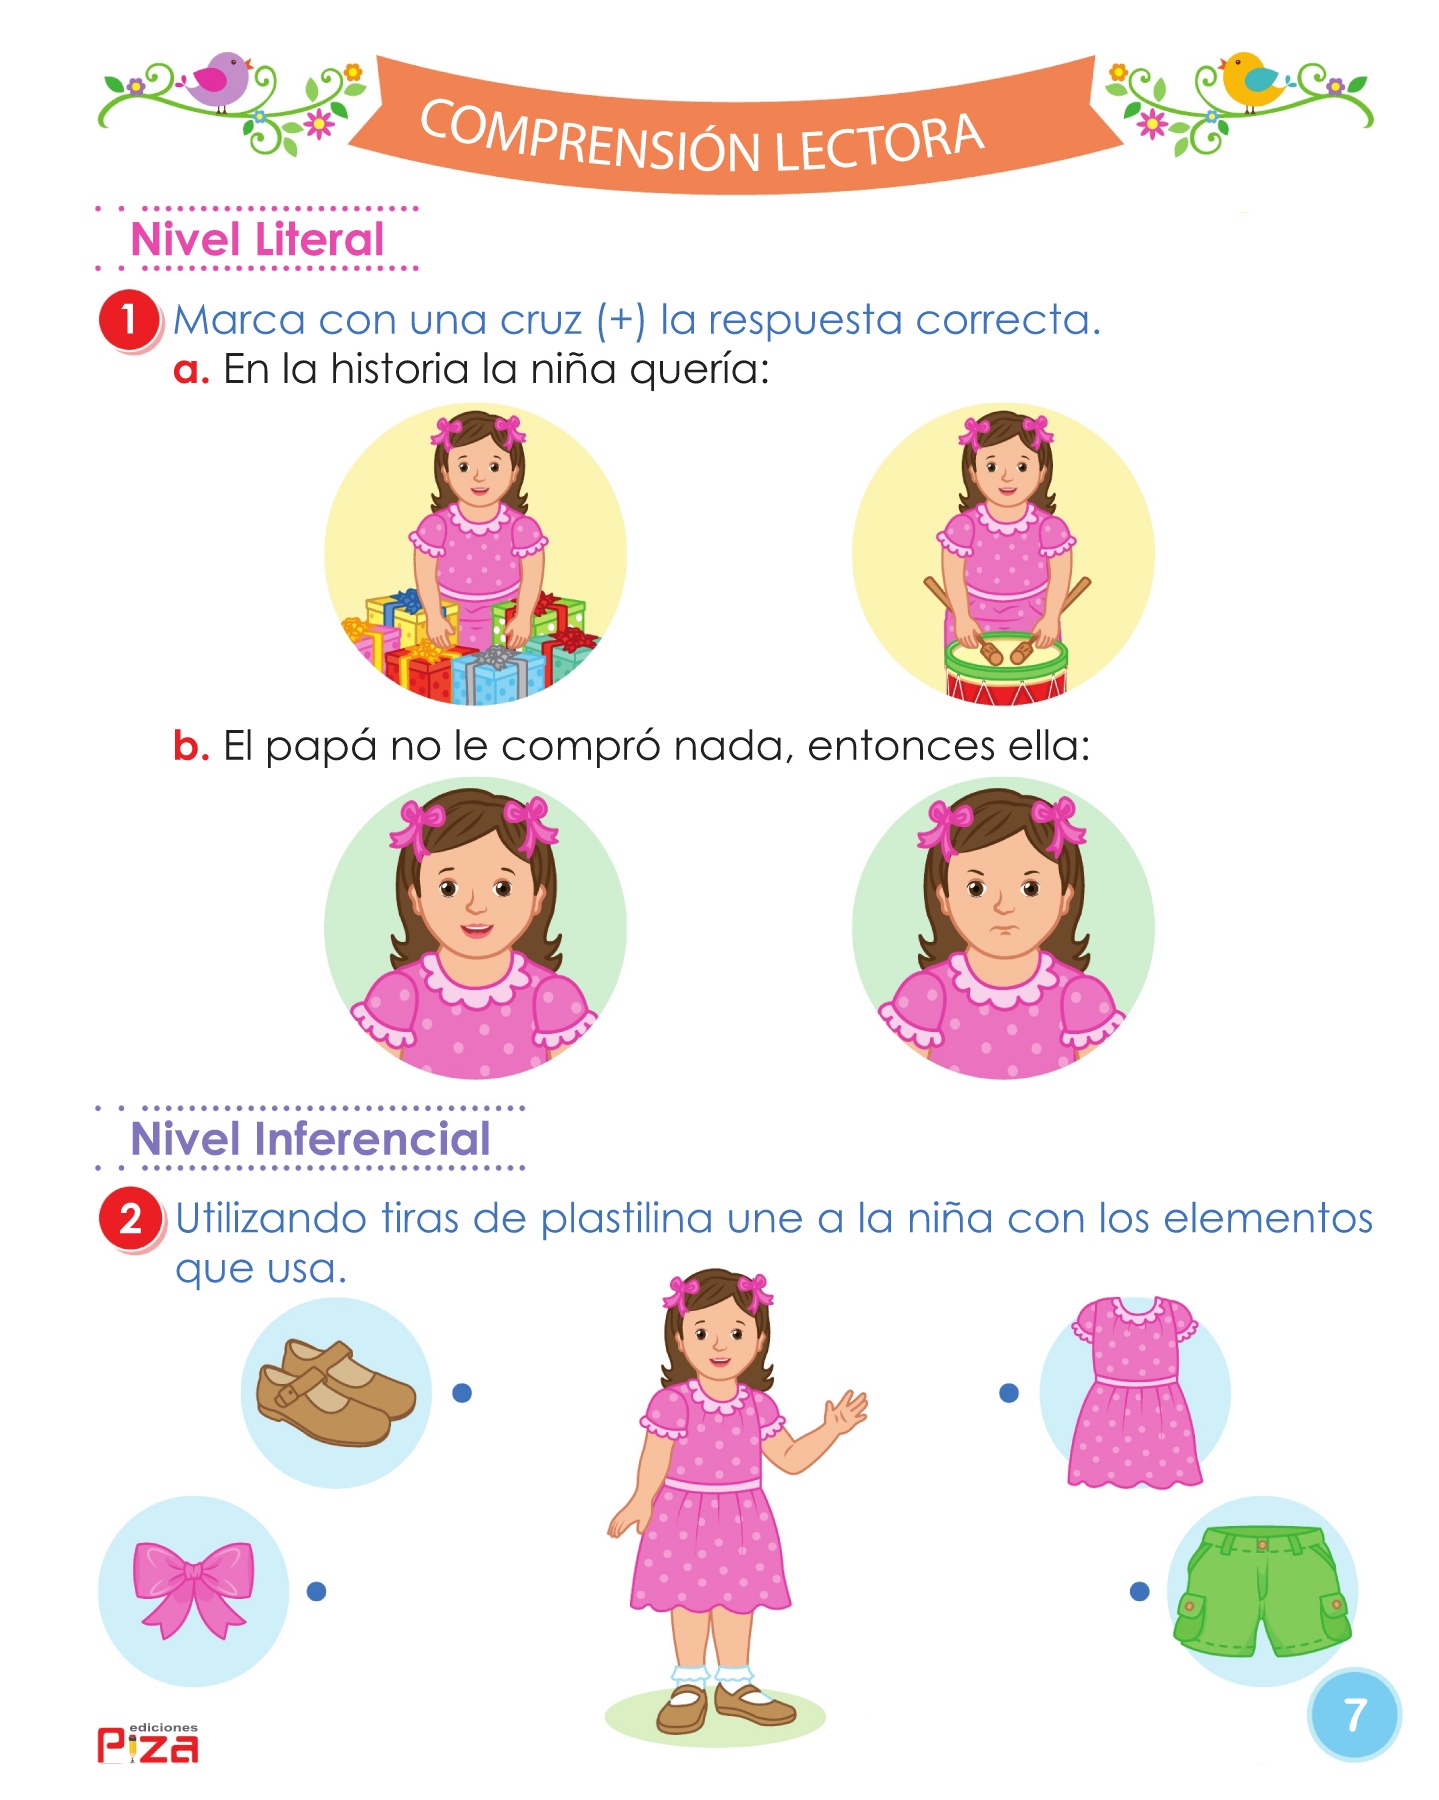 COMPRENSIÓN LECTORA
Nivel Literal
1 Marca con una cruz (+) la respuesta correcta.
a. En la historia la niña quería:
b. El papá no le compró nada, entonces ella:
Nivel Inferencial
2 Utilizando tiras de plastilina une a la niña con los elementos
que usa.
ediciones
Piza
7